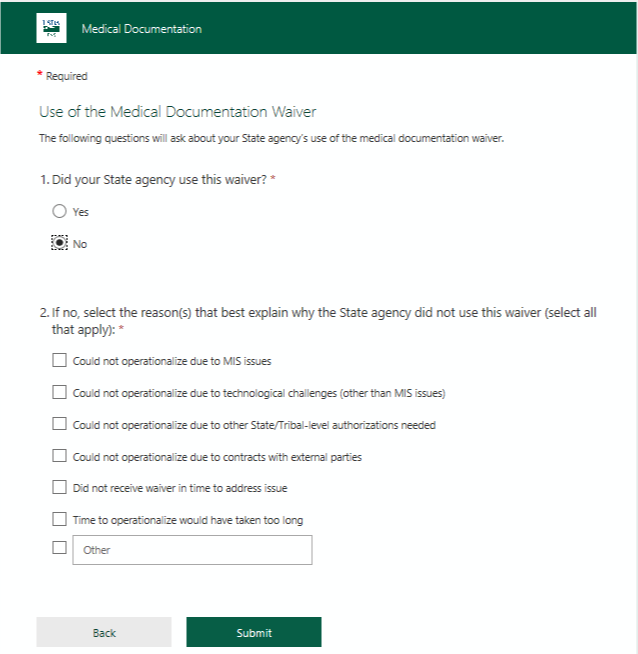 Medical Documentation
* Required
Use of the Medical Documentation Waiver
The following questions will ask about your State agency's use of the medical documentation waiver.
1. Did your State agency use this waiver? *
Yes
No
2. If no, select the reason(s) that best explain why the State agency did not use this waiver (select all
that apply): *
Could not operationalize due to MIS issues
Could not operationalize due to technological challenges (other than MIS issues)
Could not operationalize due to other State/Tribal-level authorizations needed
Could not operationalize due to contracts with external parties
Did not receive waiver in time to address issue
Time to operationalize would have taken too long
Other
Back
Submit